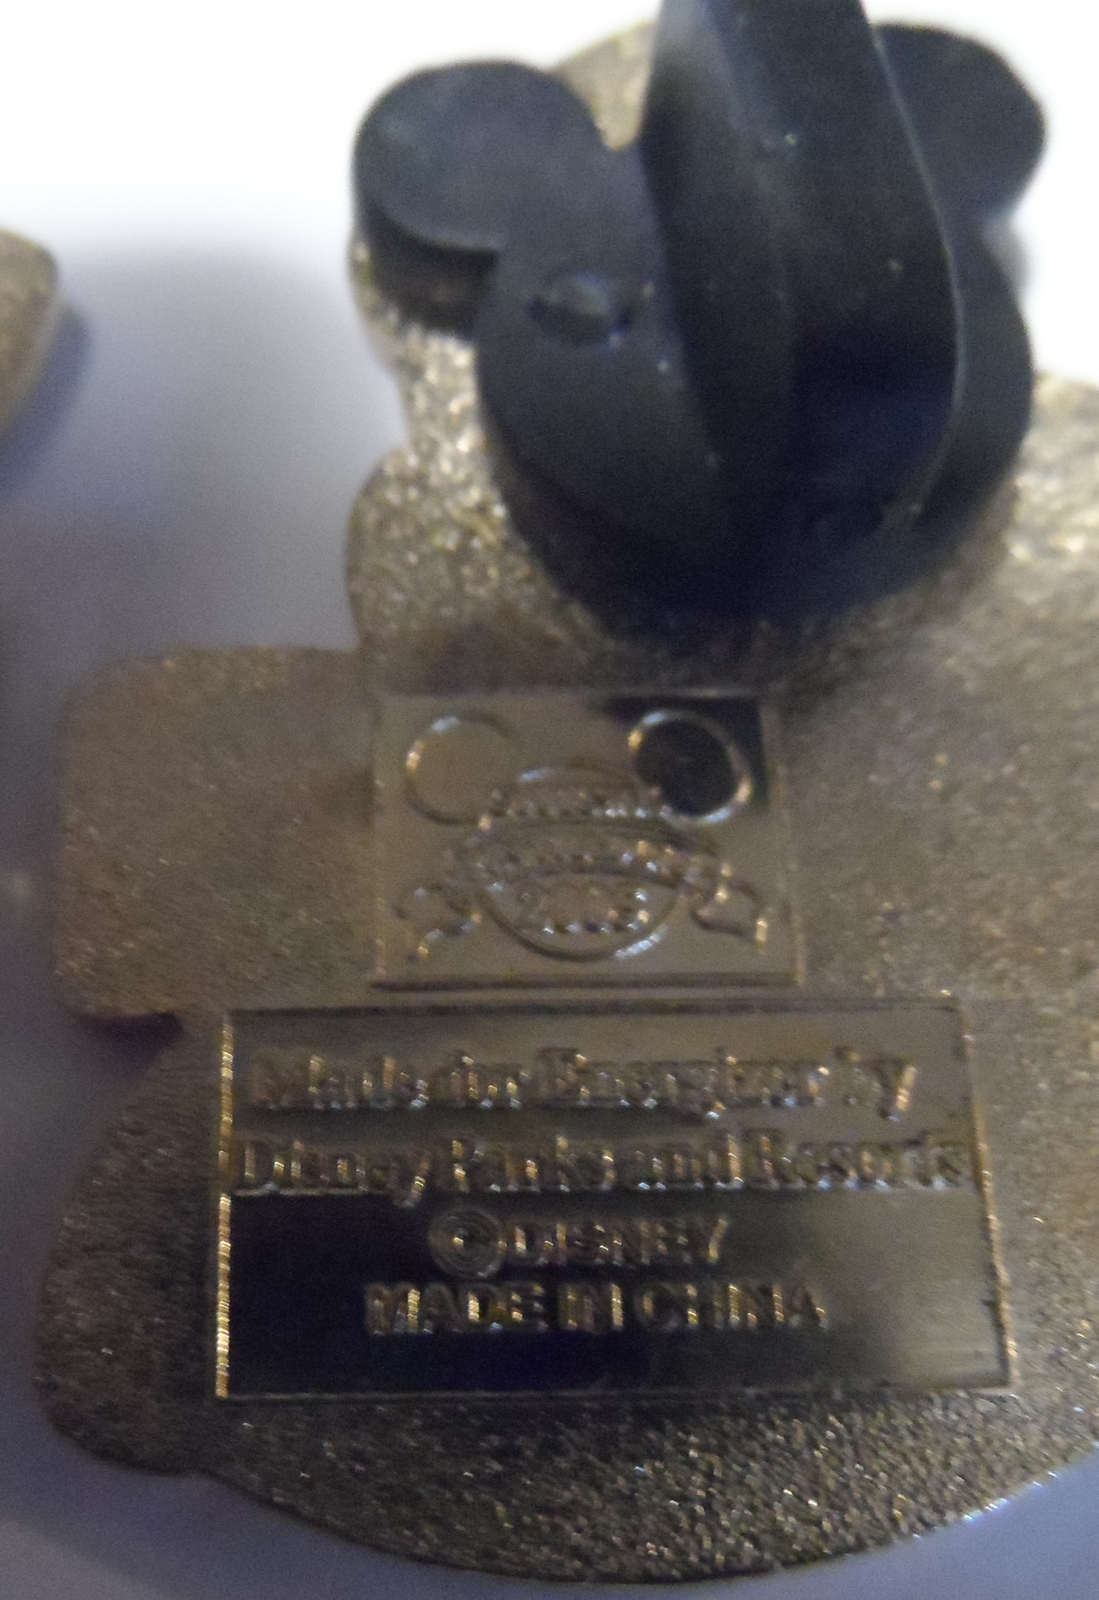 Made for Energizer by
Disney Parks and Resorts
©DISNEY
MADE IN CHINA